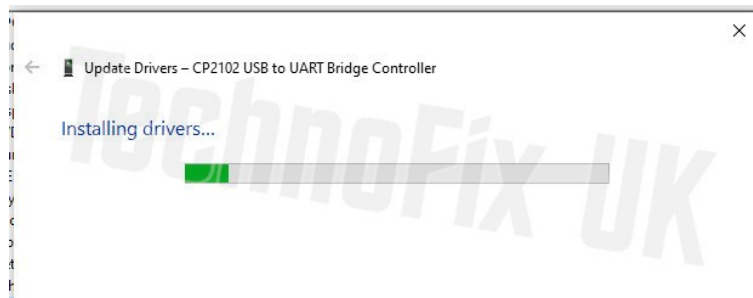 Update Drivers – CP2102 USB to UART Bridge Controller
Installing drivers...
TechnoFix UK